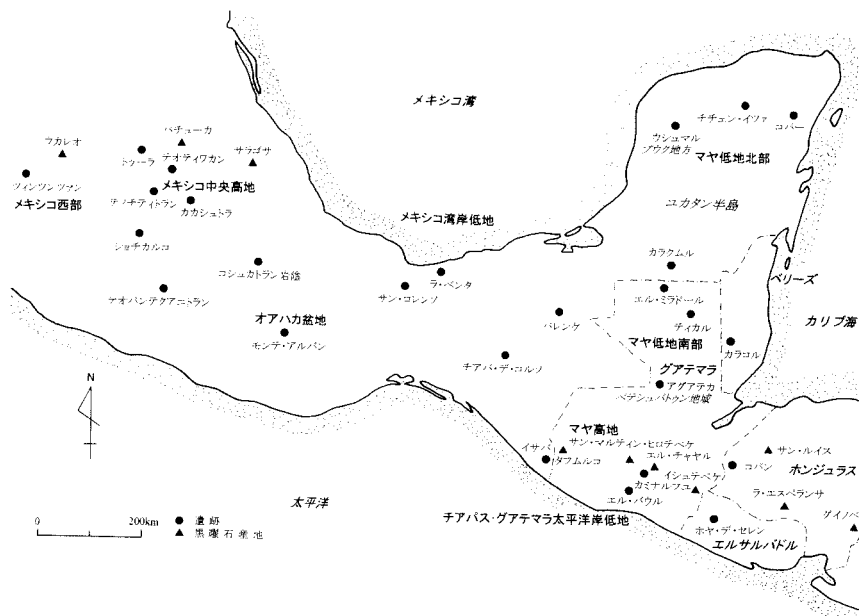 メキシコ湾
チチェン・イツァ
コバー
ウシュマル
プウク地方
マヤ低地北部
ユカタン半島
パチューカ
サラゴサ
トゥーラ
テオティワカン
ツィンツンツァン
メキシコ西部
メキシコ中央高地
テノチティトラン
カカシュトラ
メキシコ湾岸低地
ショチカルコ
コシュカトラン岩陰
カラクムル
ベリーズ
ラ・ベンタ
サン・ロレンソ
テオパンテクアニトラン
エル・ミラドール
カリブ海
オアハカ盆地
パレンケ
ティカル
モンテ・アルバン
マヤ低地南部
カラコル
チアパ・デ・コルソ
グアテマラ
アグアテカ
ペテシュバトゥン地域
N
マヤ高地
サン・マルティン・ヒロテペケ
イサパ
エル・チャヤル
サン・ルイス
タフムルコ
コパン
ホンジュラス
イシュテペケ
カミナルフユ
エル・バウル
ラ・エスペランサ
太平洋
チアパス・グアテマラ太平洋岸低地
ホヤ・デ・セレン
エルサルバドル
0
200km
● 遺跡
▲ 黒曜石産地